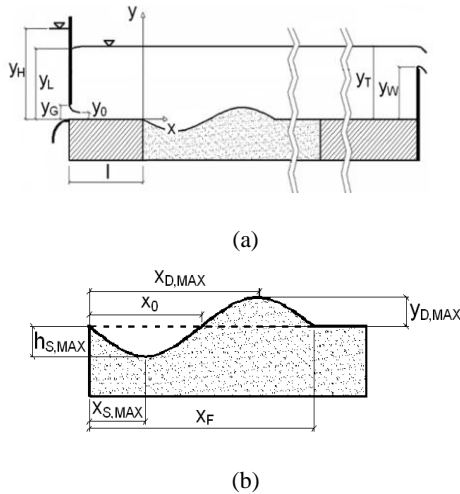 y
y_H
y_L
y_G
y_0
x
y_T
y_W
l
(a)
x_D,MAX
x_0
y_D,MAX
h_S,MAX
x_S,MAX
x_F
(b)